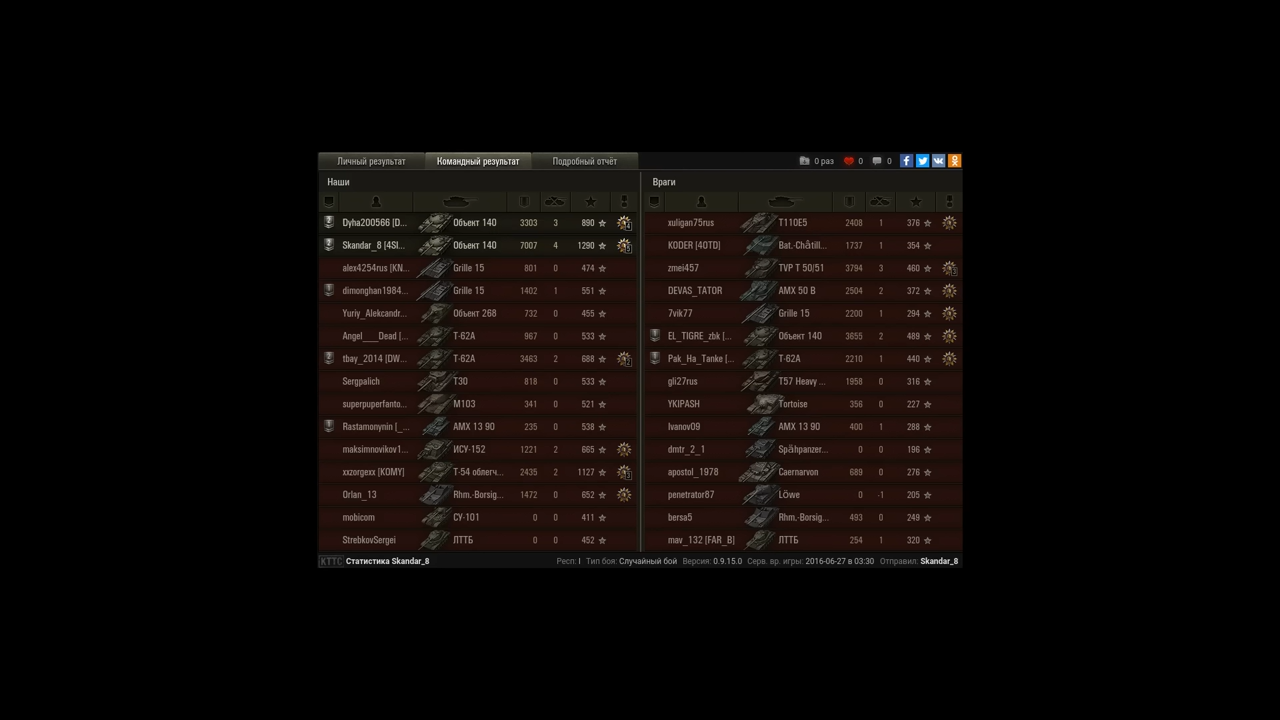 Личный результат Командный результат Подробный отчёт 0 раз 0 0
Наши Враги
Dyha200566 [D... Объект 140 3303 3 890 4 xuligan75rus T110E5 2408 1 376
Skandar_8 [4SI... Объект 140 7007 4 1290 KODER [4OTD] Bat.-Châtill... 1737 1 354
alex4254rus [KN... Grille 15 801 0 474 zmei457 TVP T 50/51 3794 3 460
dimonghan1984... Grille 15 1402 1 551 DEVAS_TATOR AMX 50 B 2504 2 372
Yuriy_Alekcandr... Объект 268 732 0 455 7vik77 Grille 15 2200 1 294
Angel___Dead [... Т-62А 967 0 533 EL_TIGRE_zbk [... Объект 140 3655 2 489
tbay_2014 [DW... Т-62А 3463 2 688 Pak_Ha_Tanke [... Т-62А 2210 1 440
Sergpalich T30 818 0 533 gli27rus T57 Heavy ... 1958 0 316
superpuperfanto... M103 341 0 521 YKIPASH Tortoise 356 0 227
Rastamonynin [_... AMX 13 90 235 0 538 Ivanov09 AMX 13 90 400 1 288
maksimnovikov1... ИСУ-152 1221 2 665 dmtr_2_1 Spähpanzer... 0 0 196
xxzorgexx [KOMY] Т-54 облегч... 2435 2 1127 apostol_1978 Caernarvon 689 0 276
Orlan_13 Rhm.-Borsig... 1472 0 652 penetrator87 Löwe 0 -1 205
mobicom СУ-101 0 0 411 bersa5 Rhm.-Borsig... 493 0 249
StrebkovSergei ЛТТБ 0 0 452 mav_132 [FAR_B] ЛТТБ 254 1 320
КТТС Статистика Skandar_8 Респ: I Тип боя: Случайный бой Версия: 0.9.15.0 Серв. вр. игры: 2016-06-27 в 03:30 Отправил: Skandar_8